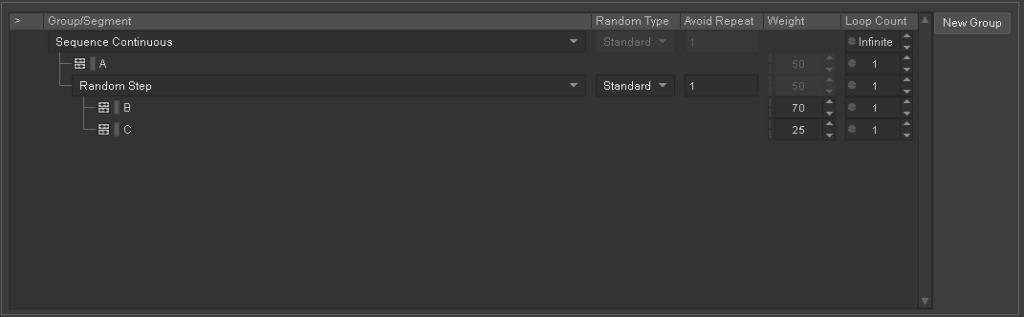 > Group/Segment Random Type Avoid Repeat Weight Loop Count New Group
Sequence Continuous Standard 1 Infinite
A 50 1
Random Step Standard 1 50 1
B 70 1
C 25 1